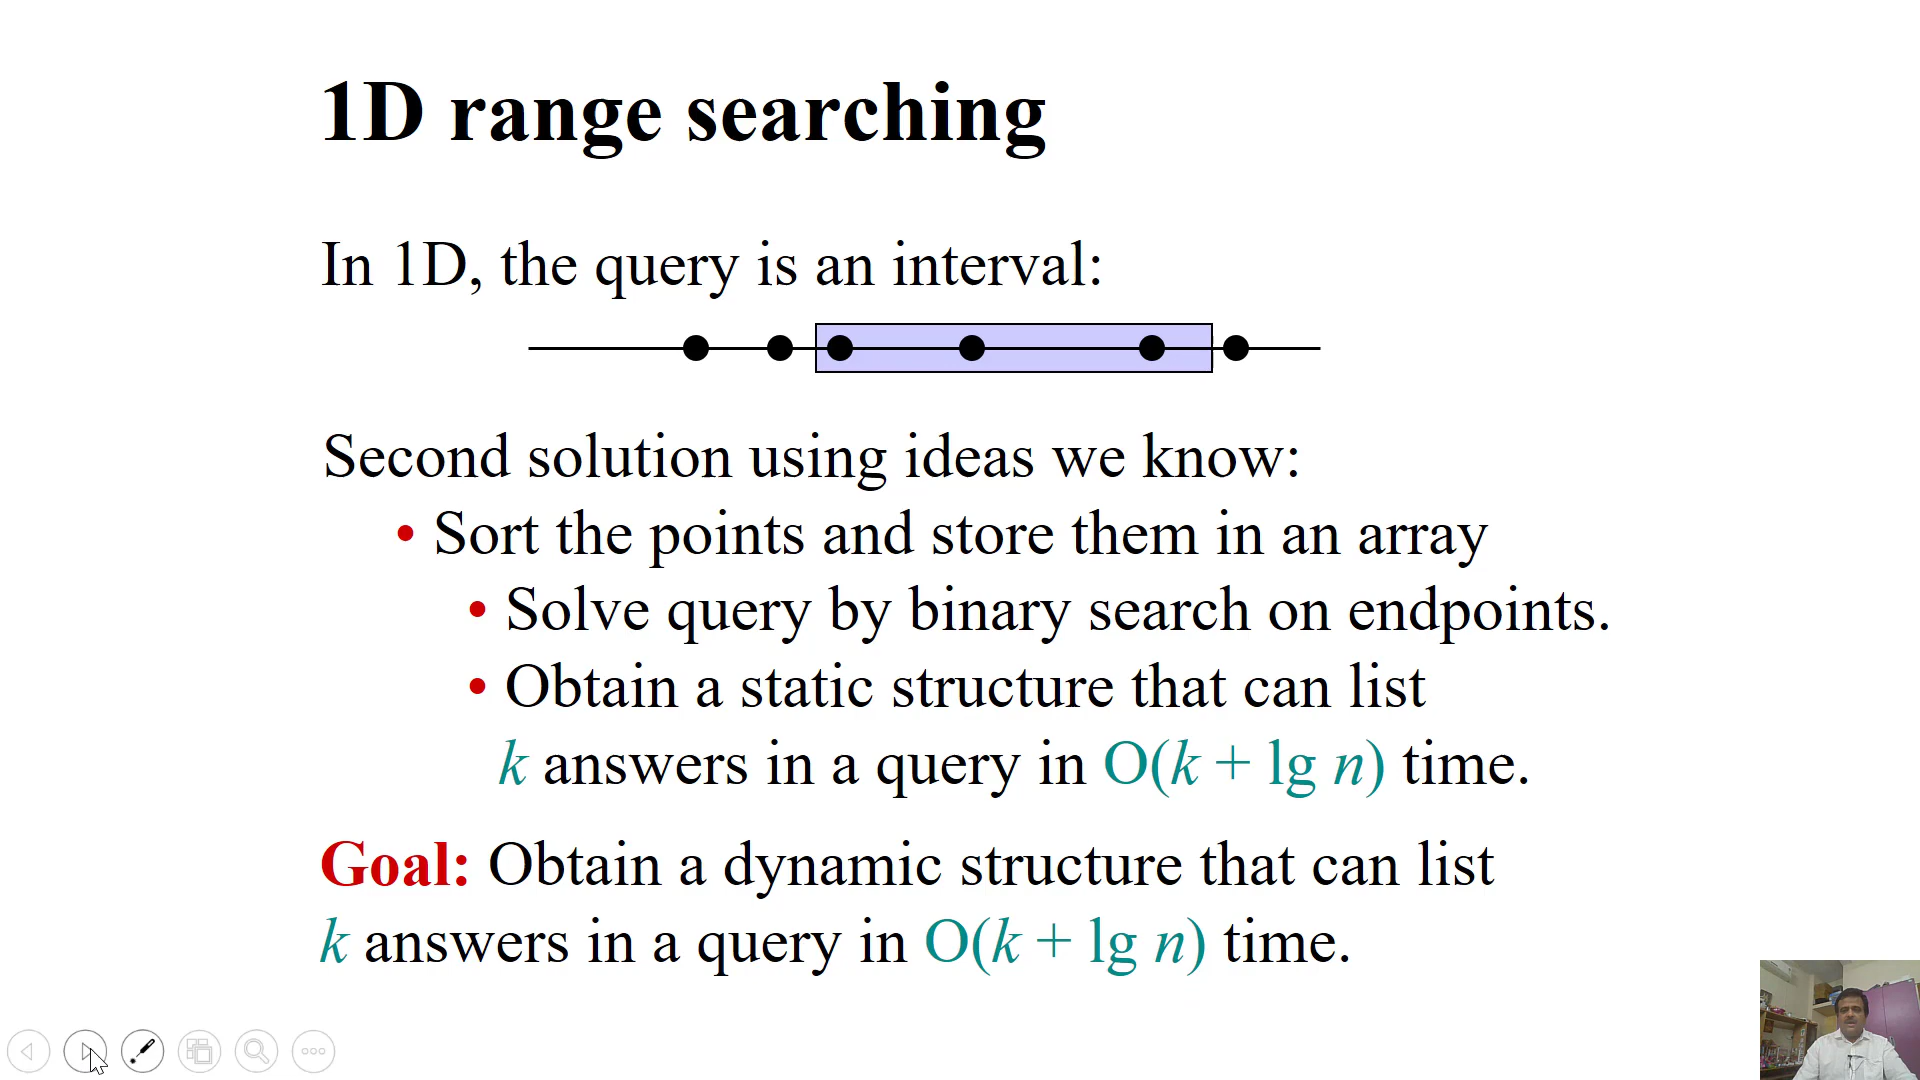 1D range searching
In 1D, the query is an interval:
Second solution using ideas we know:
• Sort the points and store them in an array
• Solve query by binary search on endpoints.
• Obtain a static structure that can list
k answers in a query in O(k + lg n) time.
Goal: Obtain a dynamic structure that can list
k answers in a query in O(k + lg n) time.